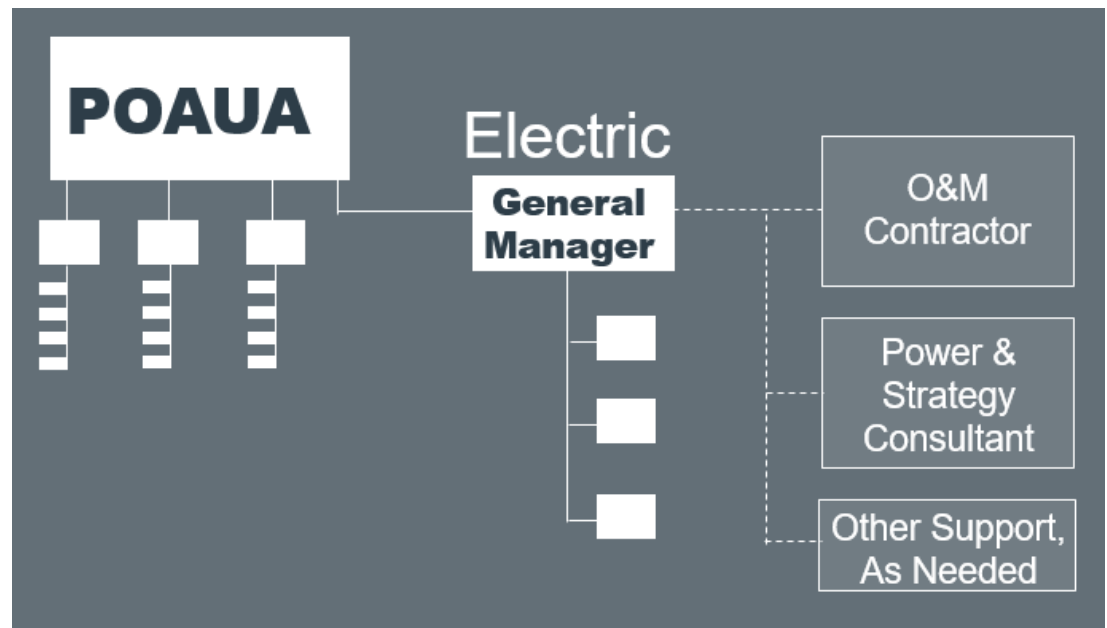 POAUA
Electric
General
Manager
O&M
Contractor
Power &
Strategy
Consultant
Other Support,
As Needed